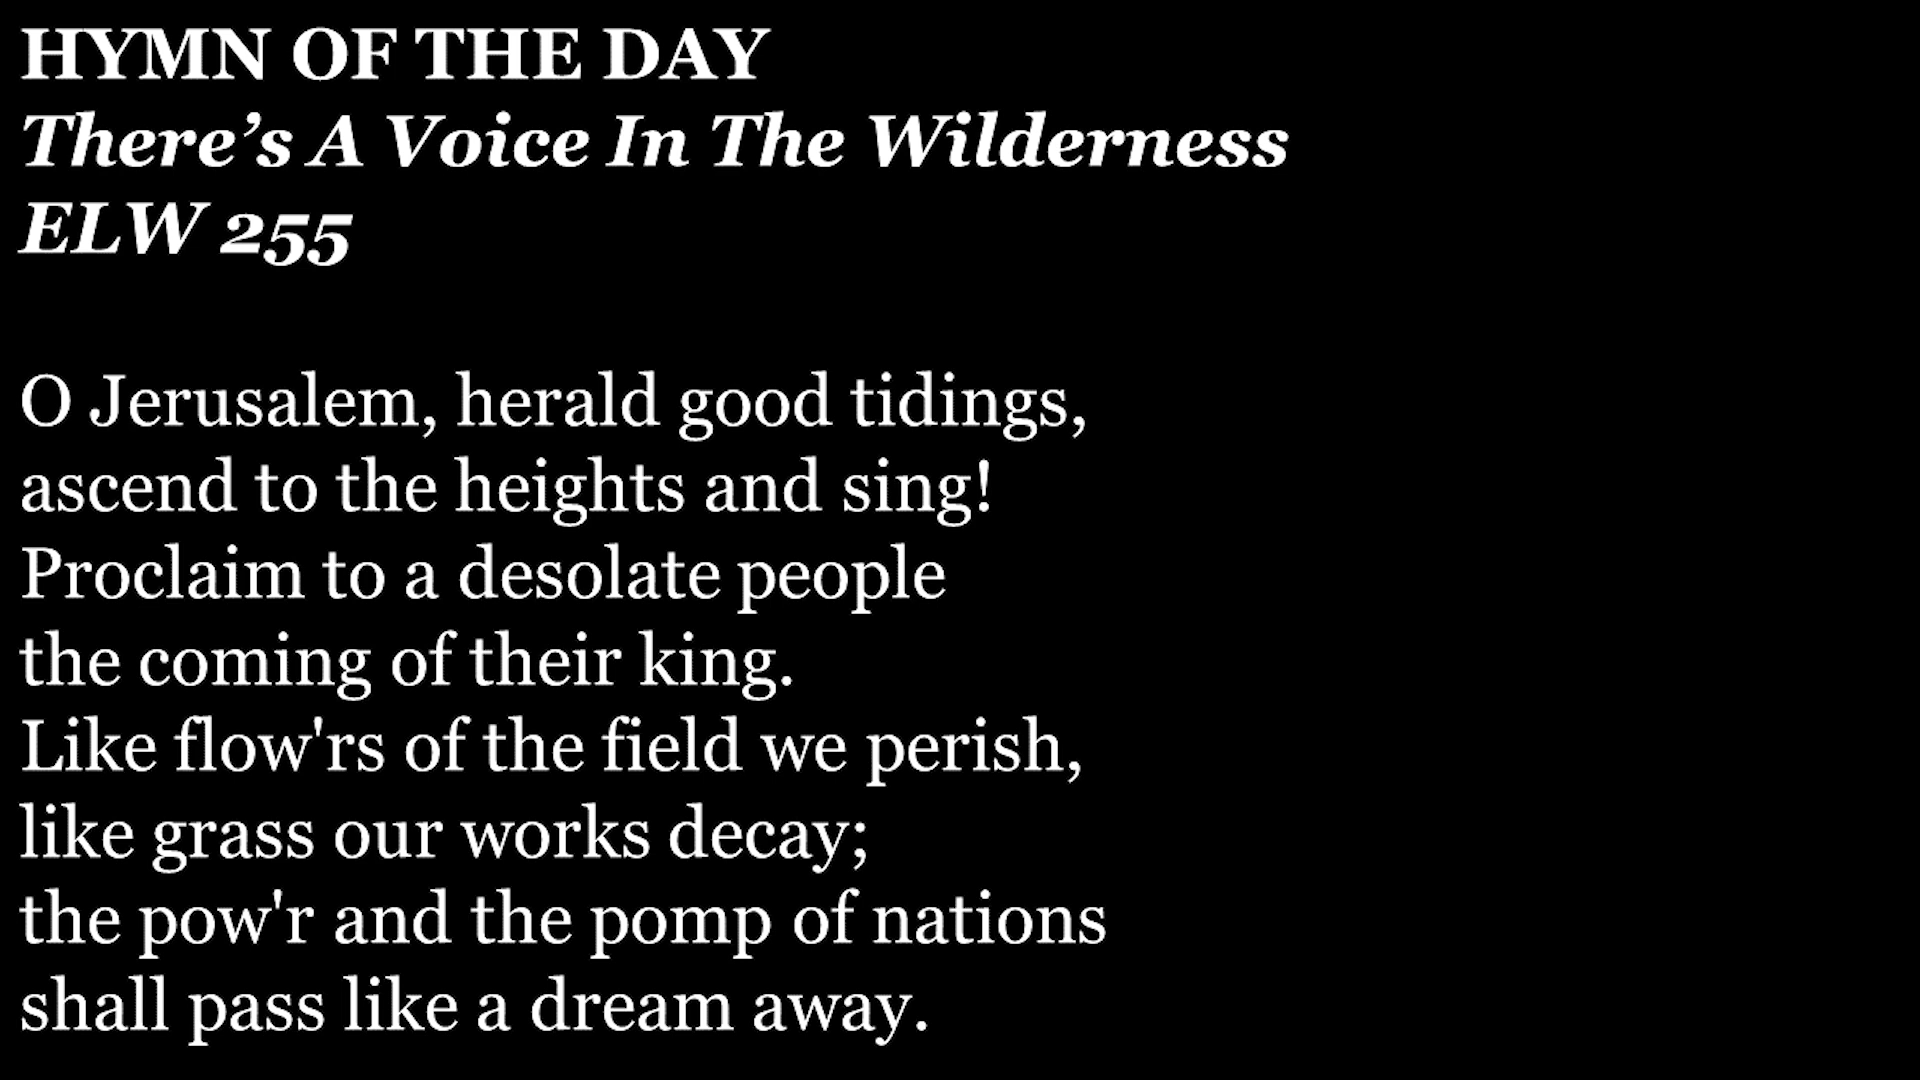 HYMN OF THE DAY
There’s A Voice In The Wilderness
ELW 255
O Jerusalem, herald good tidings,
ascend to the heights and sing!
Proclaim to a desolate people
the coming of their king.
Like flow'rs of the field we perish,
like grass our works decay;
the pow'r and the pomp of nations
shall pass like a dream away.